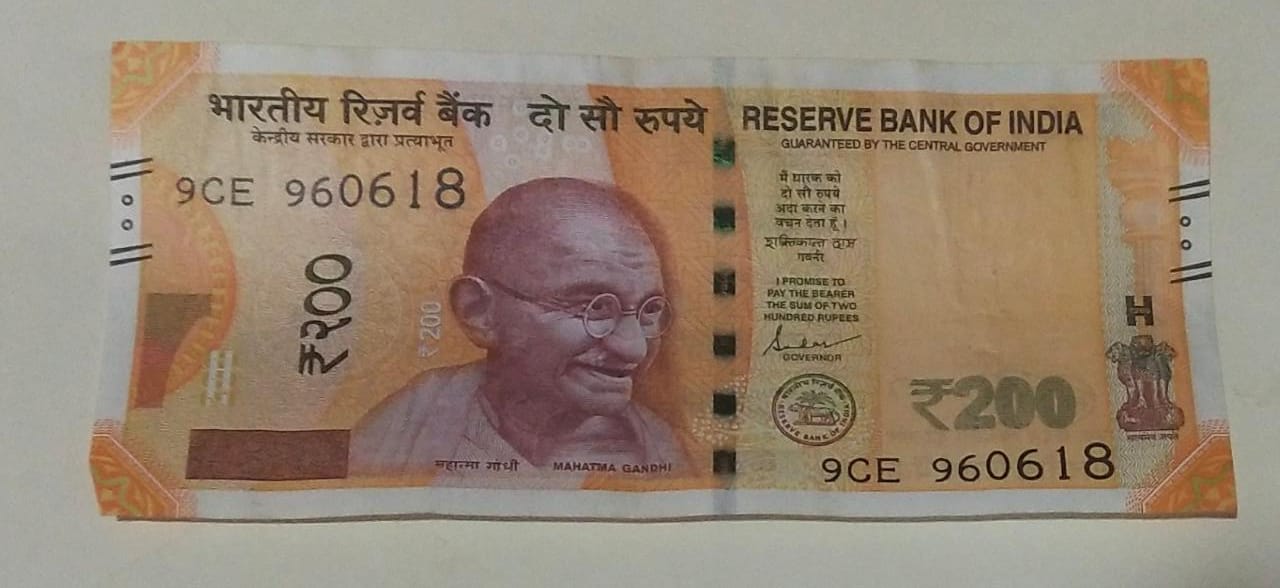 भारतीय रिज़र्व बैंक दो सौ रुपये RESERVE BANK OF INDIA
केन्द्रीय सरकार द्वारा प्रत्याभूत
GUARANTEED BY THE CENTRAL GOVERNMENT
9CE 960618
₹२००
₹200
मैं धारक को
दो सौ रुपये
अदा करने का
वचन देता हूँ।
शक्तिकान्त दास
गवर्नर
I PROMISE TO
PAY THE BEARER
THE SUM OF TWO
HUNDRED RUPEES
GOVERNOR
H
₹200
सत्यमेव जयते
भारतीय रिज़र्व बैंक
RESERVE BANK OF INDIA
महात्मा गांधी MAHATMA GANDHI
9CE 960618